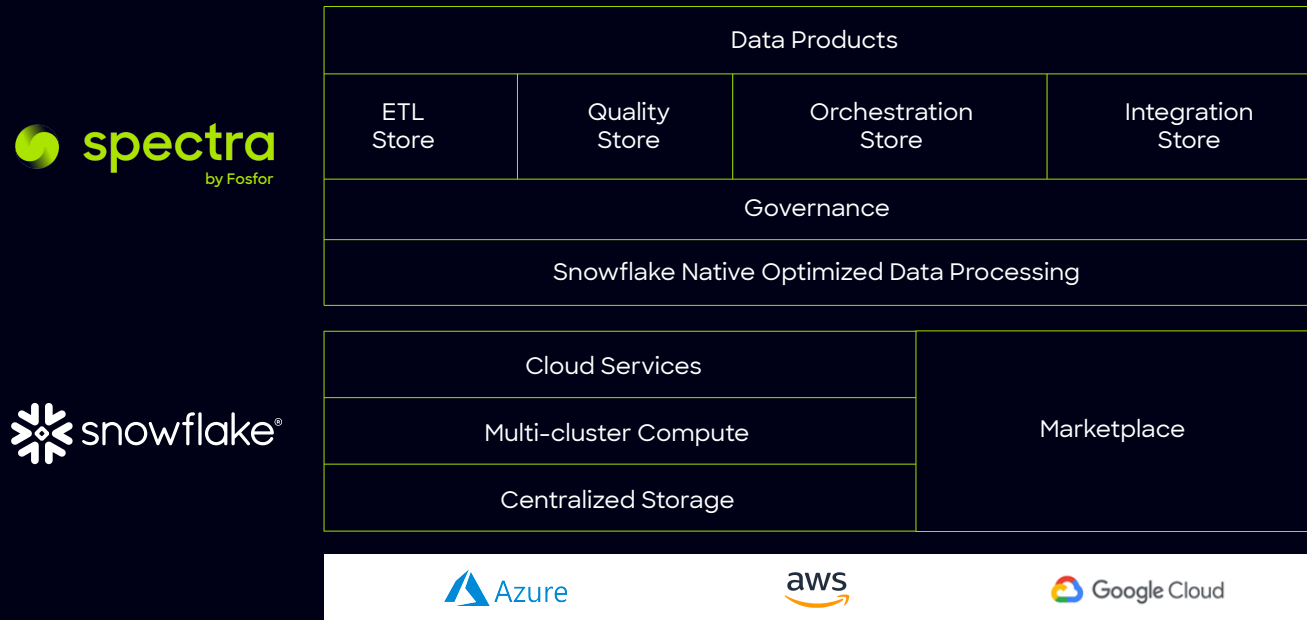 Data Products
ETL
Store
Quality
Store
Orchestration
Store
Integration
Store
spectra
by Fosfor
Governance
Snowflake Native Optimized Data Processing
Cloud Services
Multi-cluster Compute
Centralized Storage
Marketplace
snowflake®
Azure
aws
Google Cloud